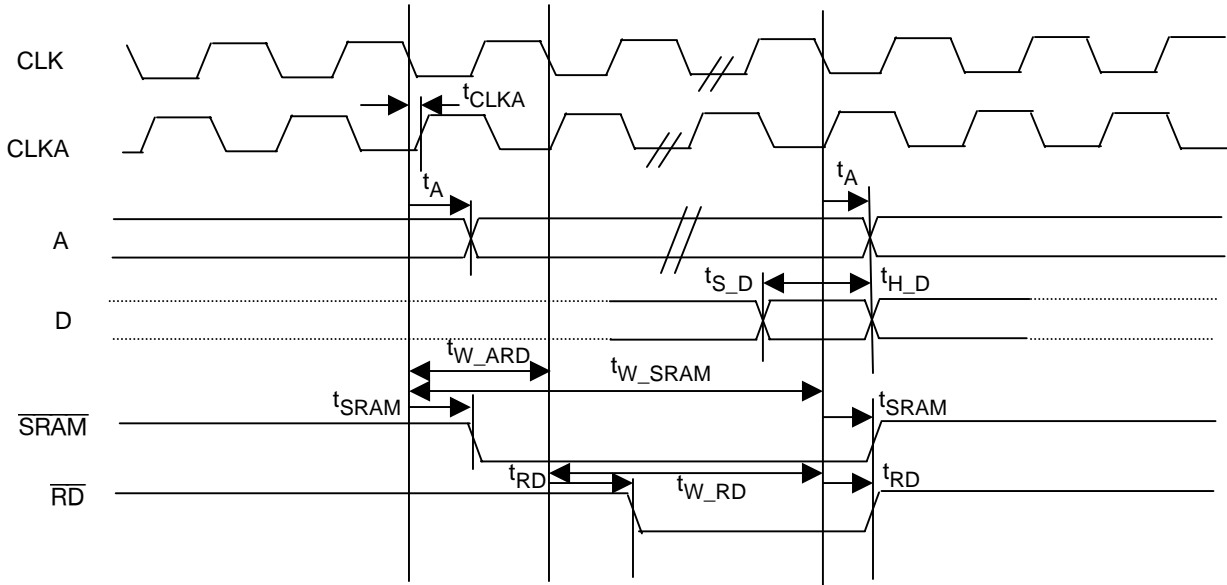 CLK
tCLKA
CLKA
tA
tA
A
tS_D
tH_D
D
tW_ARD
tW_SRAM
tSRAM
tSRAM
SRAM
tRD
tW_RD
tRD
RD